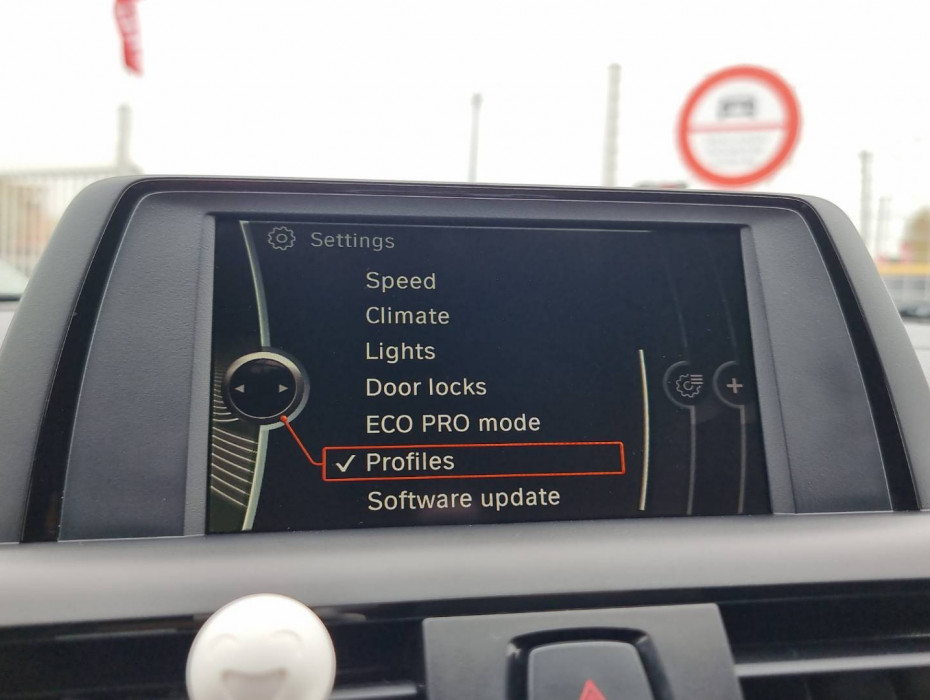 Settings
Speed
Climate
Lights
Door locks
ECO PRO mode
Profiles
Software update